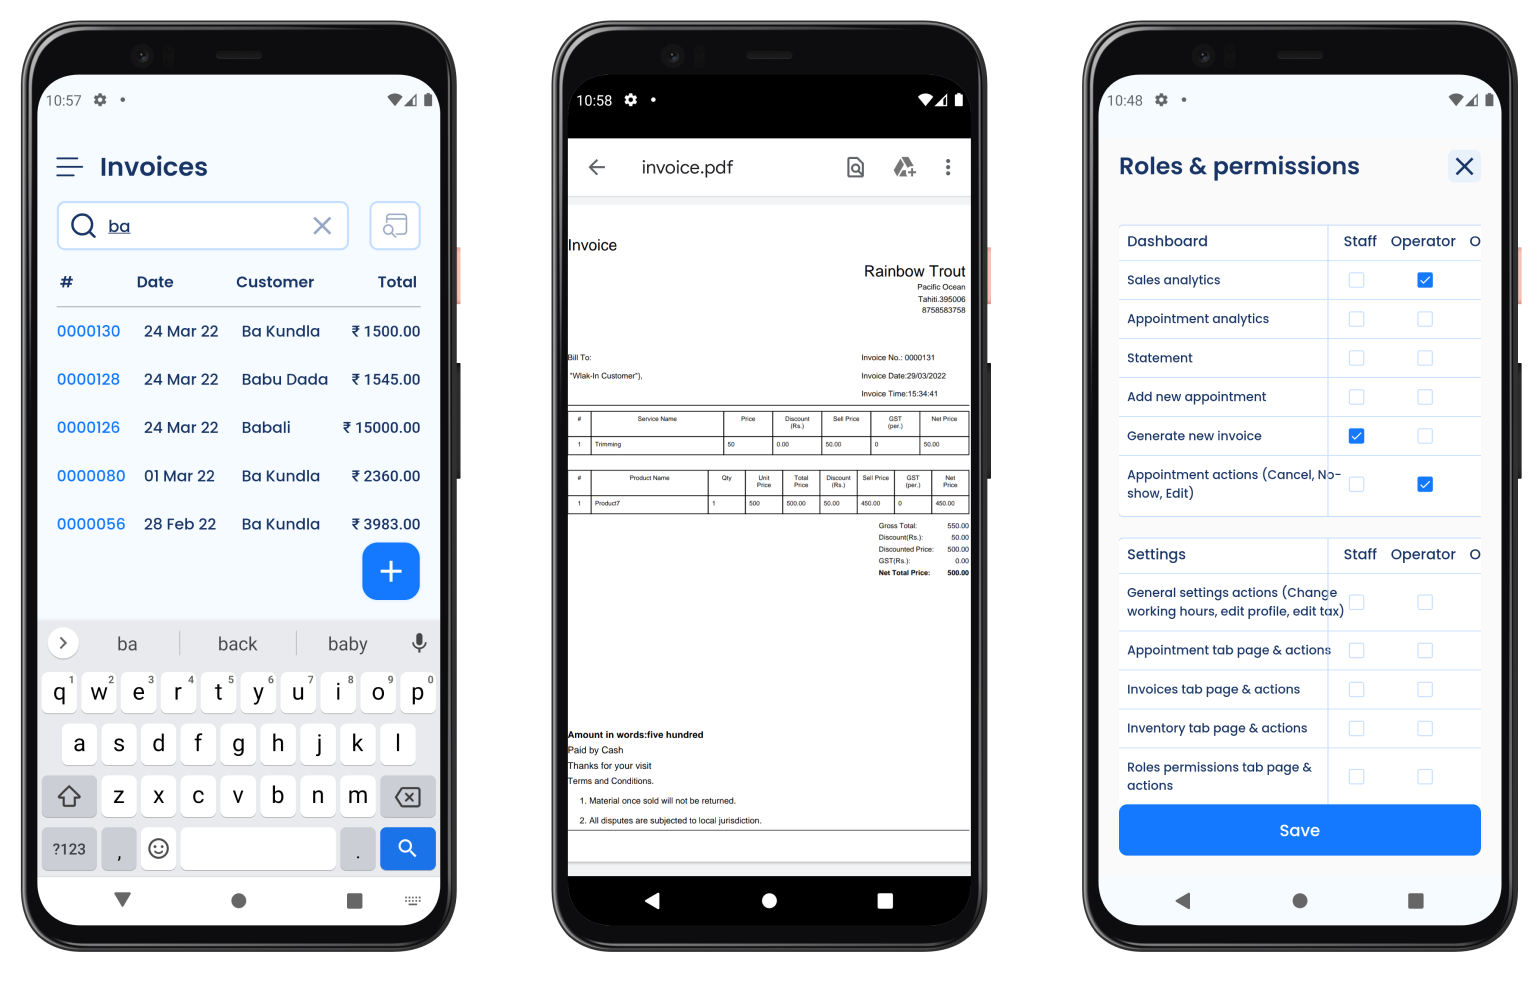 10:57
Invoices
ba
# Date Customer Total
0000130 24 Mar 22 Ba Kundla ₹ 1500.00
0000128 24 Mar 22 Babu Dada ₹ 1545.00
0000126 24 Mar 22 Babali ₹ 15000.00
0000080 01 Mar 22 Ba Kundla ₹ 2360.00
0000056 28 Feb 22 Ba Kundla ₹ 3983.00
+
ba back baby
q1 w2 e3 r4 t5 y6 u7 i8 o9 p0
a s d f g h j k l
z x c v b n m
?123 , .
10:58
invoice.pdf
Invoice
Rainbow Trout
Pacific Ocean
Tahiti.395006
8758583758
Bill To:
"Wlak-In Customer"),
Invoice No.: 0000131
Invoice Date:29/03/2022
Invoice Time:15:34:41
# Service Name Price Discount (Rs.) Sell Price GST (per.) Net Price
1 Trimming 50 0.00 50.00 0 50.00
# Product Name Qty Unit Price Total Price Discount (Rs.) Sell Price GST (per.) Net Price
1 Product7 1 500 500.00 50.00 450.00 0 450.00
Gross Total: 550.00
Discount(Rs.): 50.00
Discounted Price: 500.00
GST(Rs.): 0.00
Net Total Price: 500.00
Amount in words:five hundred
Paid by Cash
Thanks for your visit
Terms and Conditions.
1. Material once sold will not be returned.
2. All disputes are subjected to local jurisdiction.
10:48
Roles & permissions
Dashboard Staff Operator O
Sales analytics
Appointment analytics
Statement
Add new appointment
Generate new invoice
Appointment actions (Cancel, No-
show, Edit)
Settings Staff Operator O
General settings actions (Change
working hours, edit profile, edit tax)
Appointment tab page & actions
Invoices tab page & actions
Inventory tab page & actions
Roles permissions tab page &
actions
Save